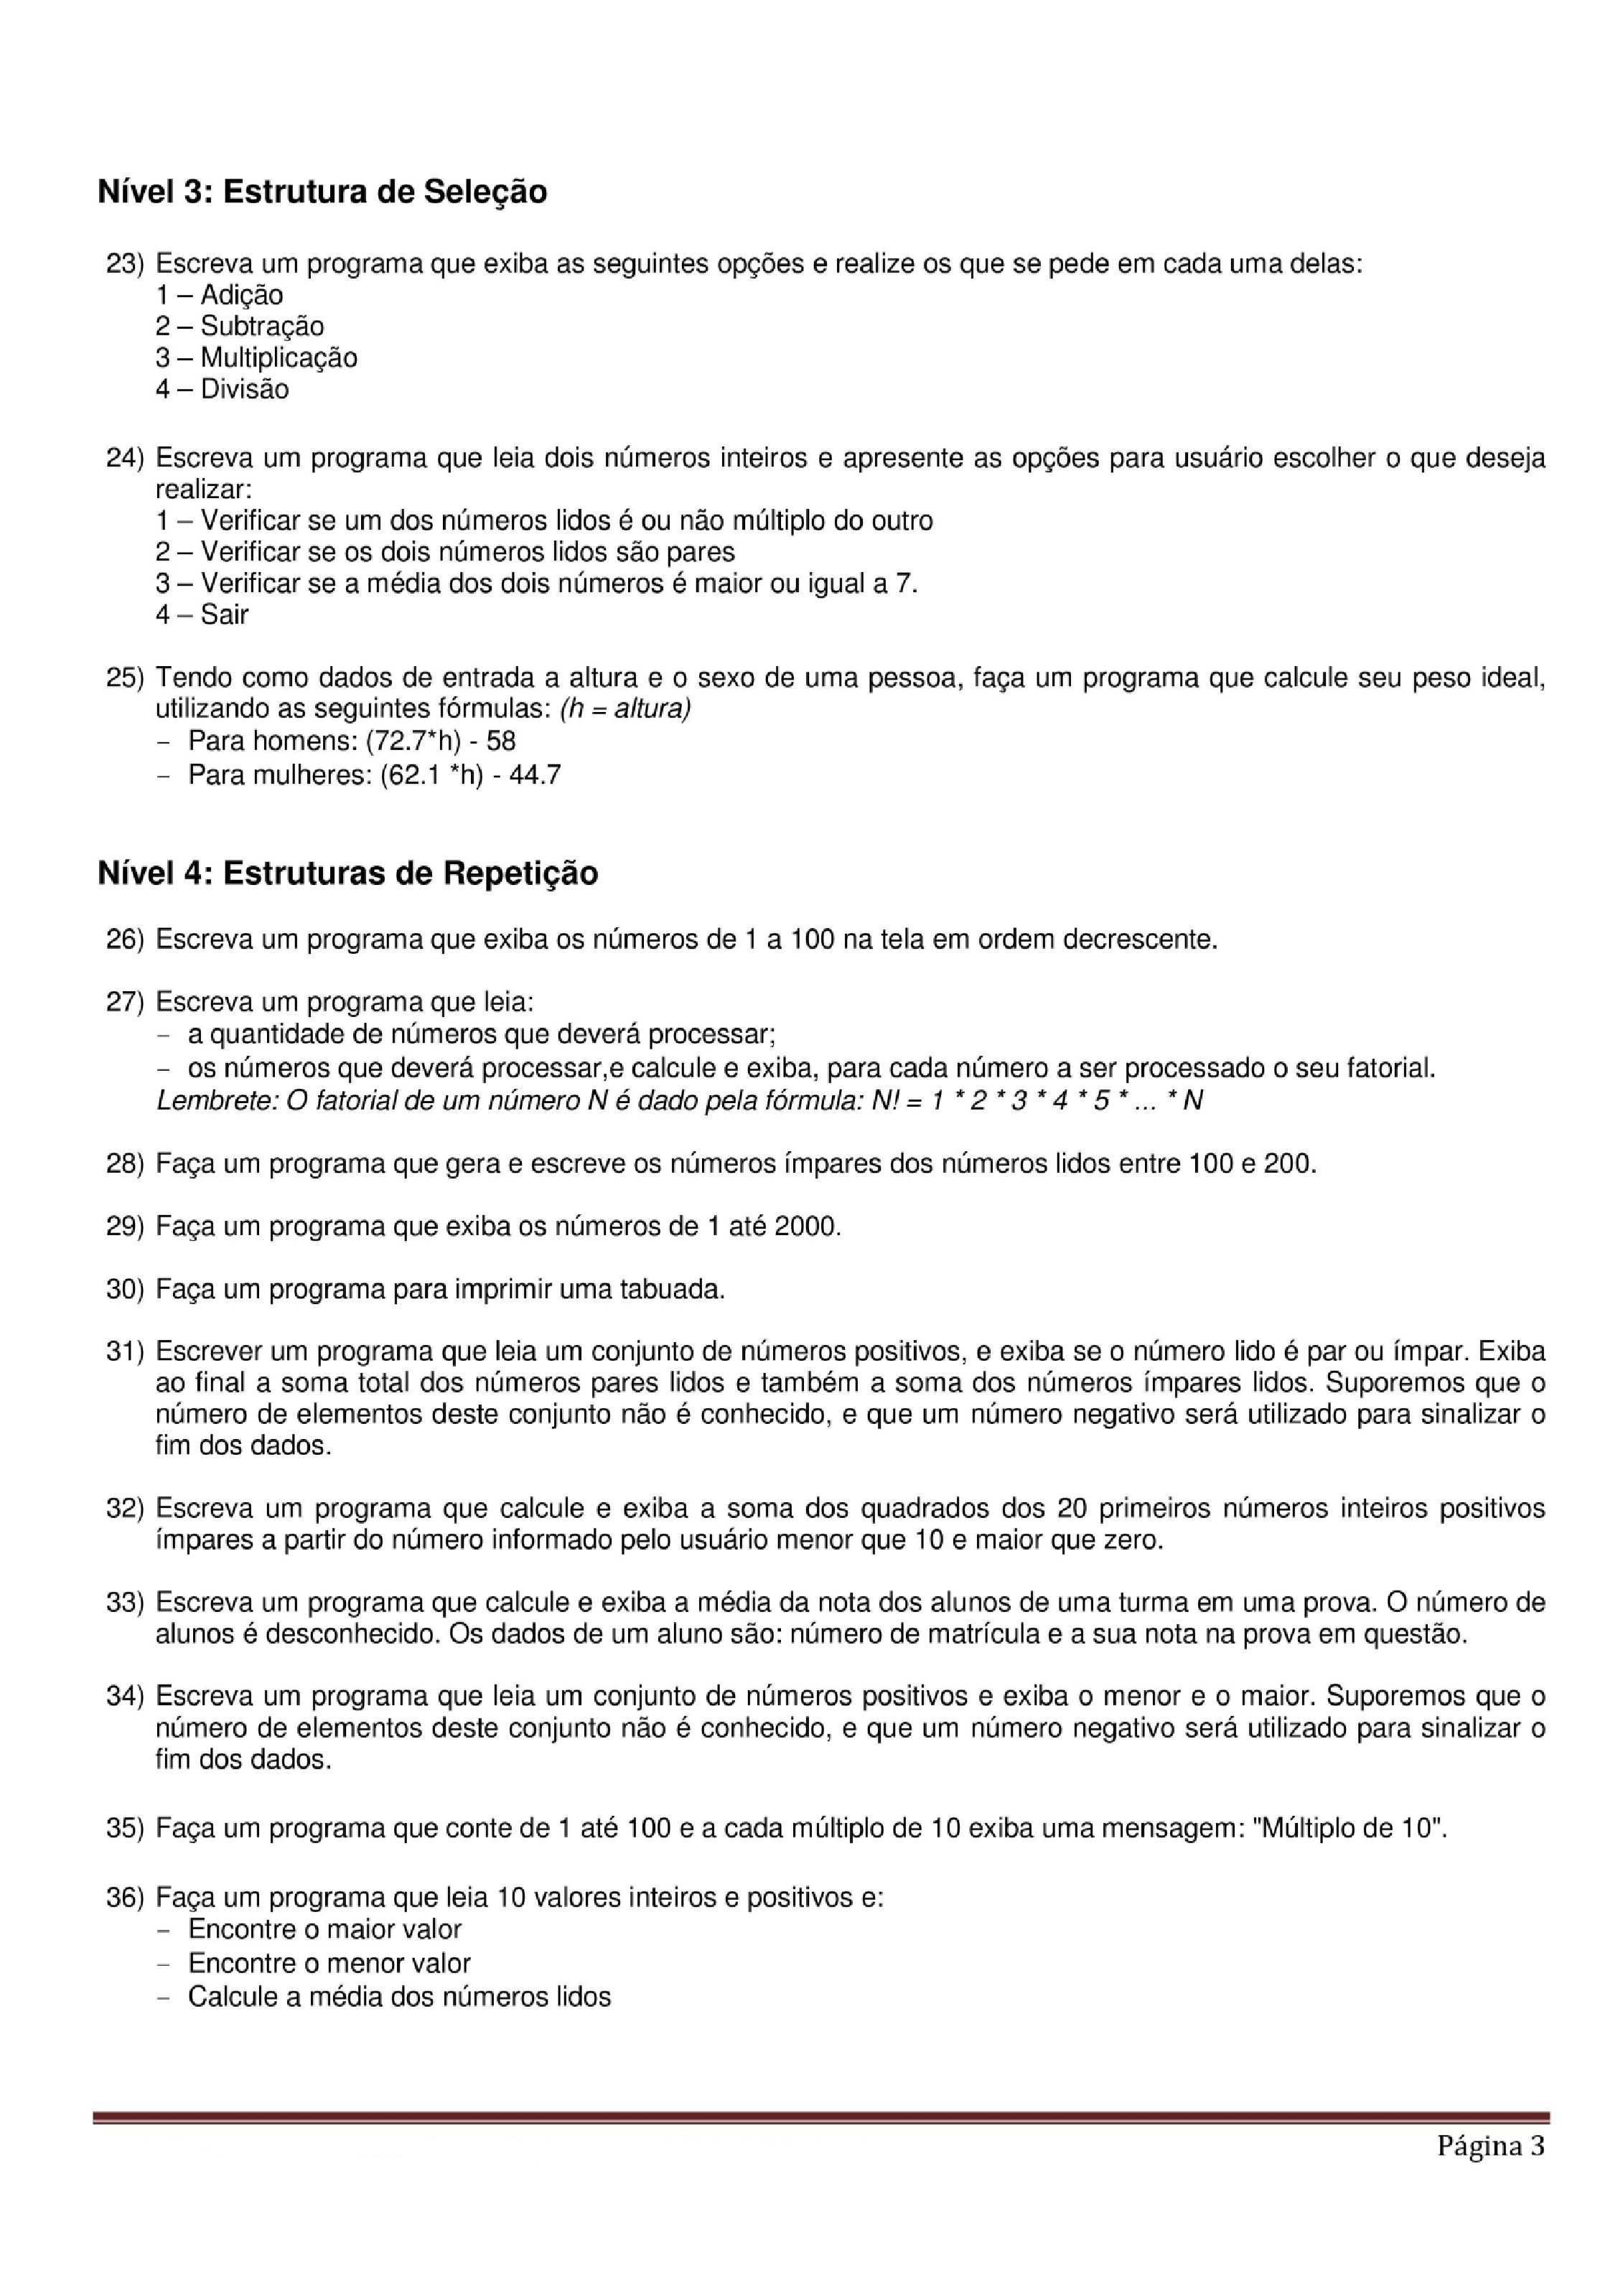 Nível 3: Estrutura de Seleção
23) Escreva um programa que exiba as seguintes opções e realize os que se pede em cada uma delas:
1 – Adição
2 – Subtração
3 – Multiplicação
4 – Divisão
24) Escreva um programa que leia dois números inteiros e apresente as opções para usuário escolher o que deseja
realizar:
1 – Verificar se um dos números lidos é ou não múltiplo do outro
2 – Verificar se os dois números lidos são pares
3 – Verificar se a média dos dois números é maior ou igual a 7.
4 – Sair
25) Tendo como dados de entrada a altura e o sexo de uma pessoa, faça um programa que calcule seu peso ideal,
utilizando as seguintes fórmulas: (h = altura)
– Para homens: (72.7*h) - 58
– Para mulheres: (62.1 *h) - 44.7
Nível 4: Estruturas de Repetição
26) Escreva um programa que exiba os números de 1 a 100 na tela em ordem decrescente.
27) Escreva um programa que leia:
– a quantidade de números que deverá processar;
– os números que deverá processar,e calcule e exiba, para cada número a ser processado o seu fatorial.
Lembrete: O fatorial de um número N é dado pela fórmula: N! = 1 * 2 * 3 * 4 * 5 * ... * N
28) Faça um programa que gera e escreve os números ímpares dos números lidos entre 100 e 200.
29) Faça um programa que exiba os números de 1 até 2000.
30) Faça um programa para imprimir uma tabuada.
31) Escrever um programa que leia um conjunto de números positivos, e exiba se o número lido é par ou ímpar. Exiba
ao final a soma total dos números pares lidos e também a soma dos números ímpares lidos. Suporemos que o
número de elementos deste conjunto não é conhecido, e que um número negativo será utilizado para sinalizar o
fim dos dados.
32) Escreva um programa que calcule e exiba a soma dos quadrados dos 20 primeiros números inteiros positivos
ímpares a partir do número informado pelo usuário menor que 10 e maior que zero.
33) Escreva um programa que calcule e exiba a média da nota dos alunos de uma turma em uma prova. O número de
alunos é desconhecido. Os dados de um aluno são: número de matrícula e a sua nota na prova em questão.
34) Escreva um programa que leia um conjunto de números positivos e exiba o menor e o maior. Suporemos que o
número de elementos deste conjunto não é conhecido, e que um número negativo será utilizado para sinalizar o
fim dos dados.
35) Faça um programa que conte de 1 até 100 e a cada múltiplo de 10 exiba uma mensagem: "Múltiplo de 10".
36) Faça um programa que leia 10 valores inteiros e positivos e:
– Encontre o maior valor
– Encontre o menor valor
– Calcule a média dos números lidos
Página 3